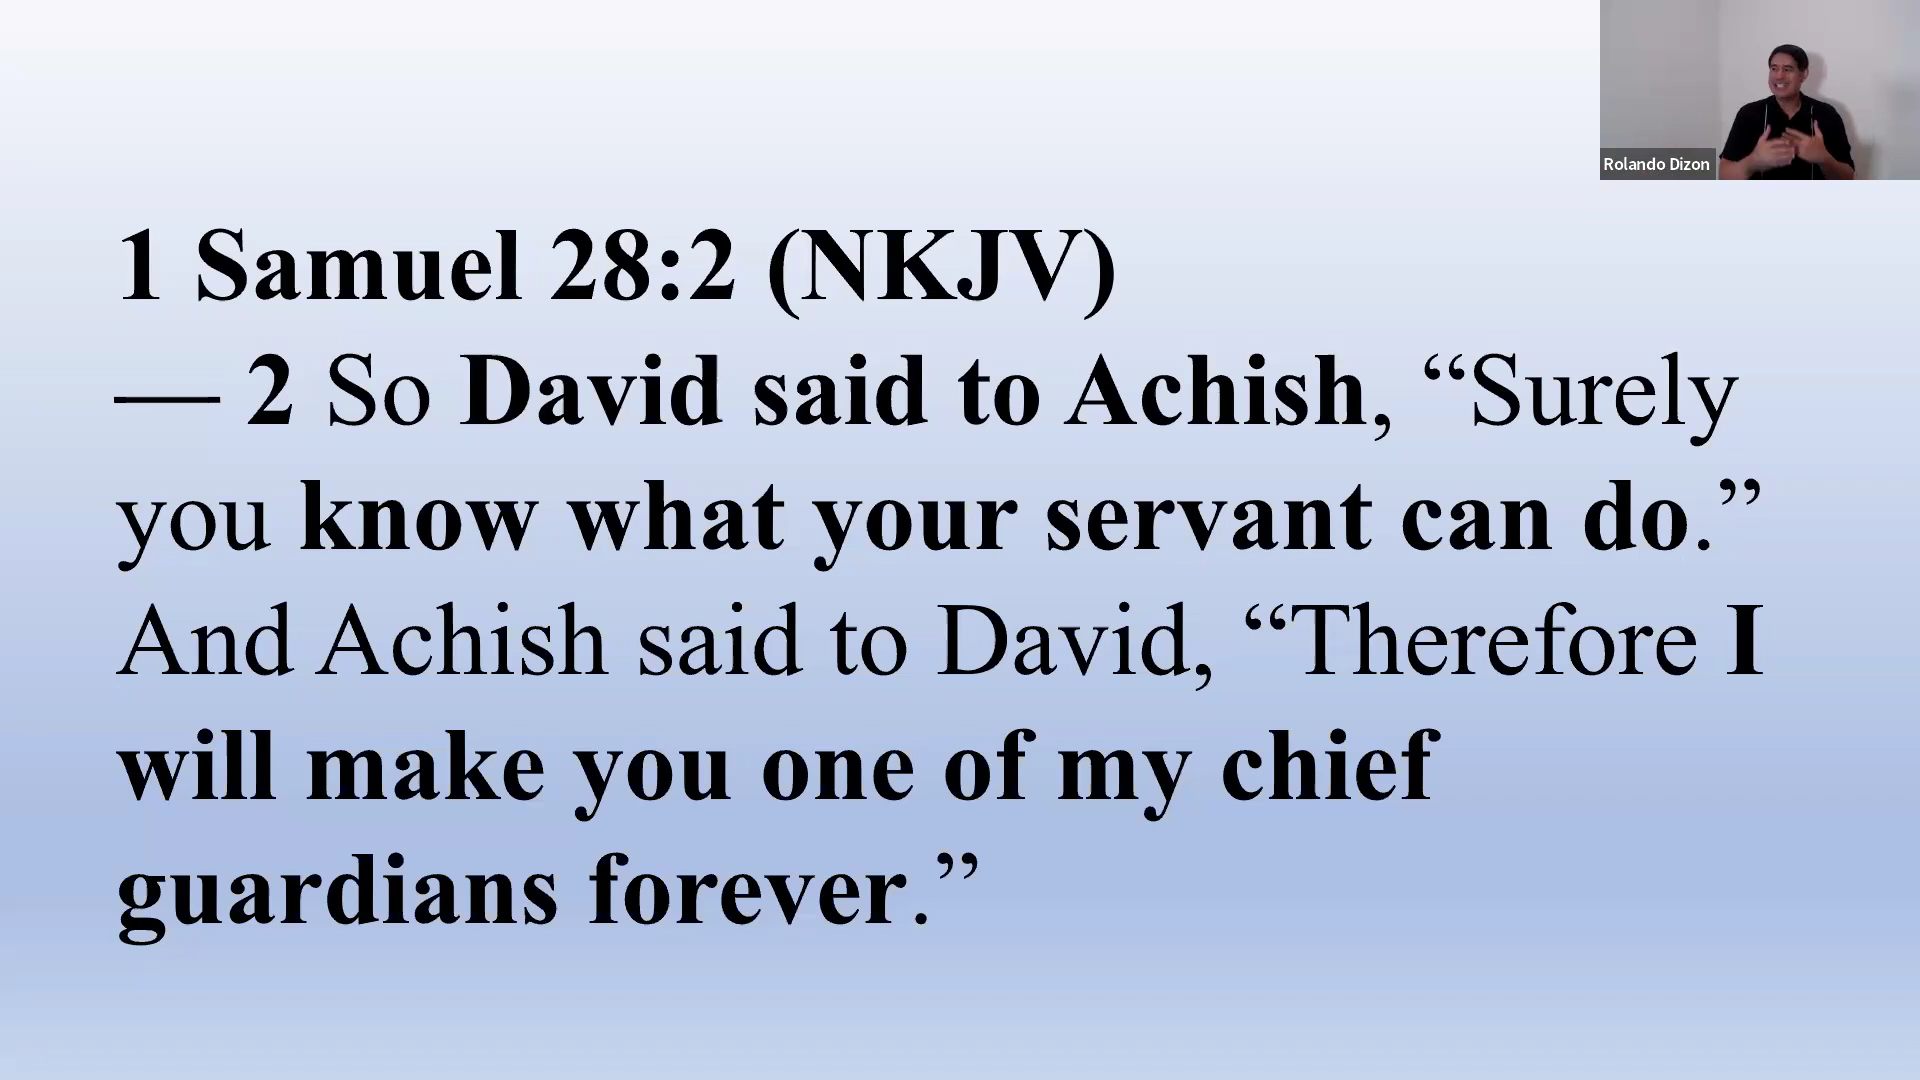 Rolando Dizon
1 Samuel 28:2 (NKJV)
— 2 So David said to Achish, “Surely
you know what your servant can do.”
And Achish said to David, “Therefore I
will make you one of my chief
guardians forever.”